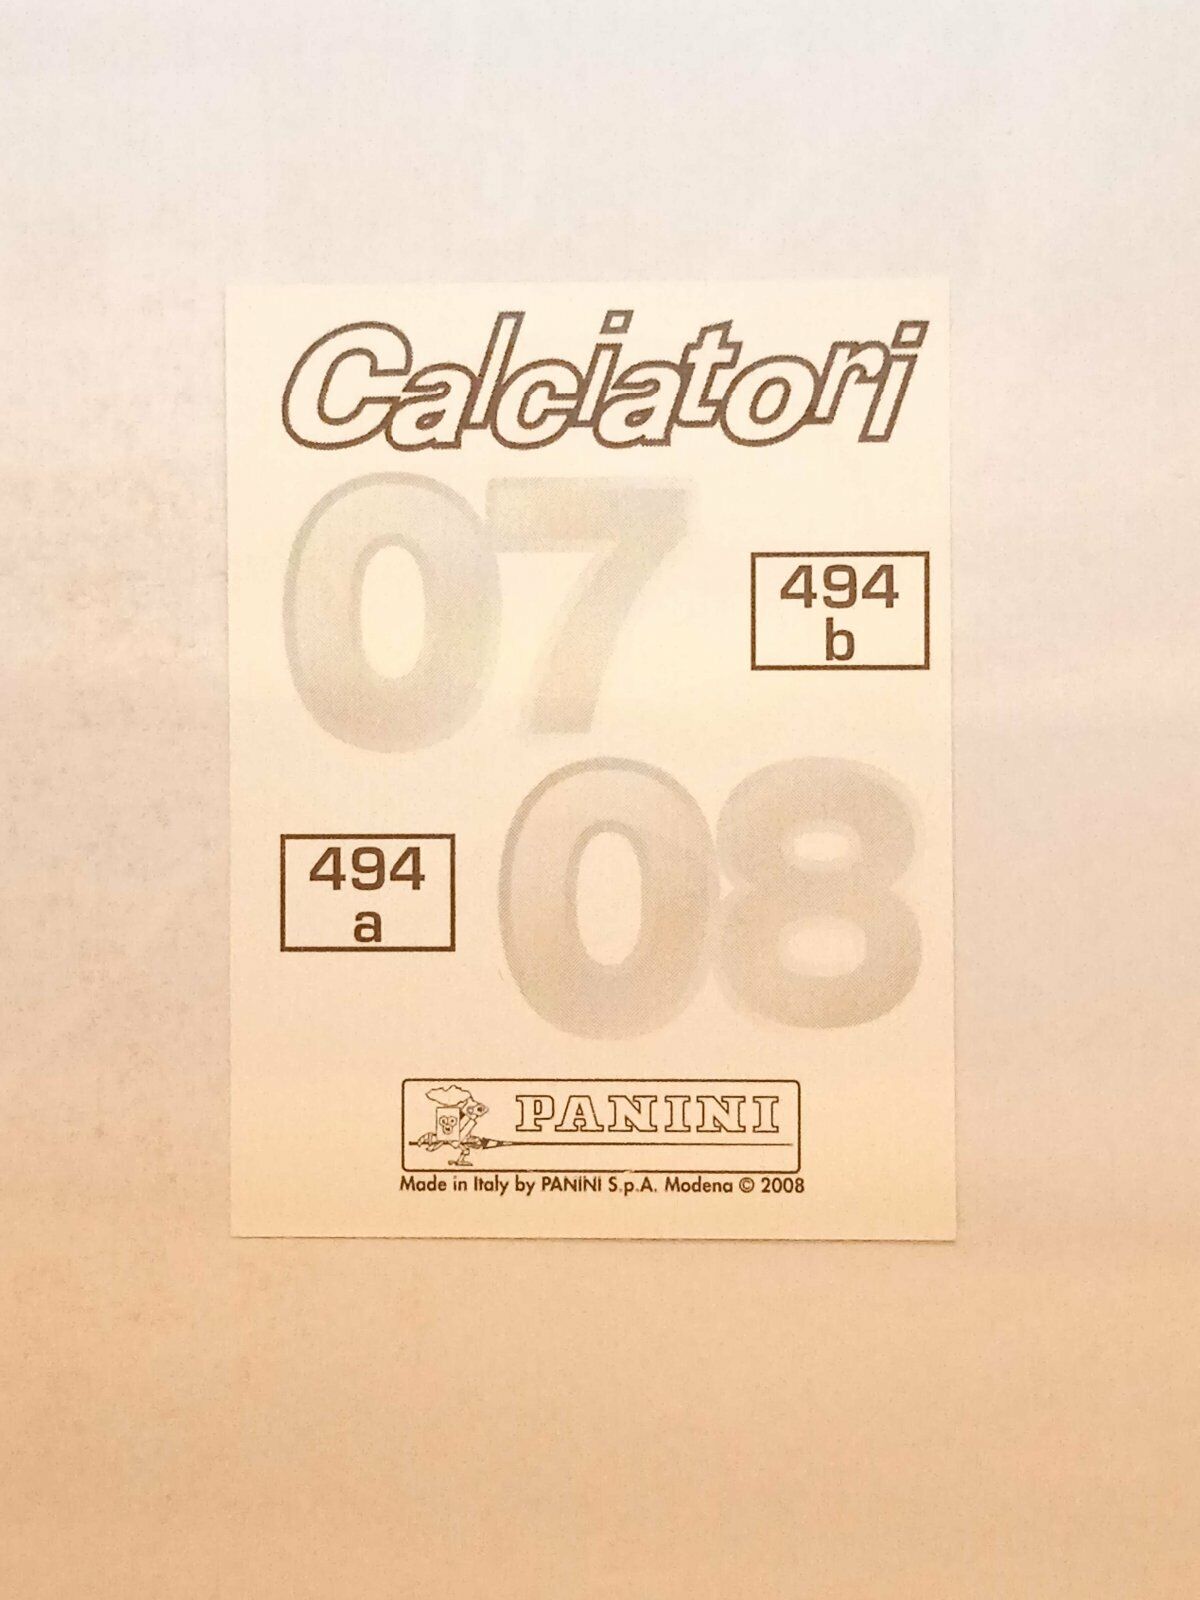 Calciatori
07
494
b
08
494
a
PANINI
Made in Italy by PANINI S.p.A. Modena © 2008